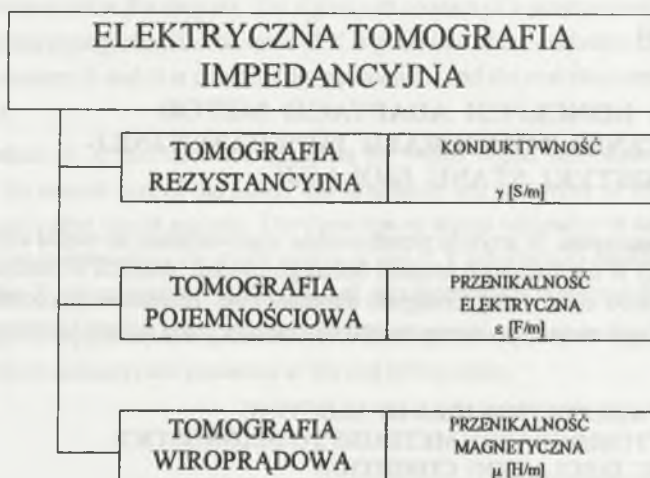 ELEKTRYCZNA TOMOGRAFIA
IMPEDANCYJNA
TOMOGRAFIA
REZYSTANCYJNA
KONDUKTYWNOŚĆ
γ [S/m]
TOMOGRAFIA
POJEMNOŚCIOWA
PRZENIKALNOŚĆ
ELEKTRYCZNA
ε [F/m]
TOMOGRAFIA
WIROPRĄDOWA
PRZENIKALNOŚĆ
MAGNETYCZNA
μ [H/m]